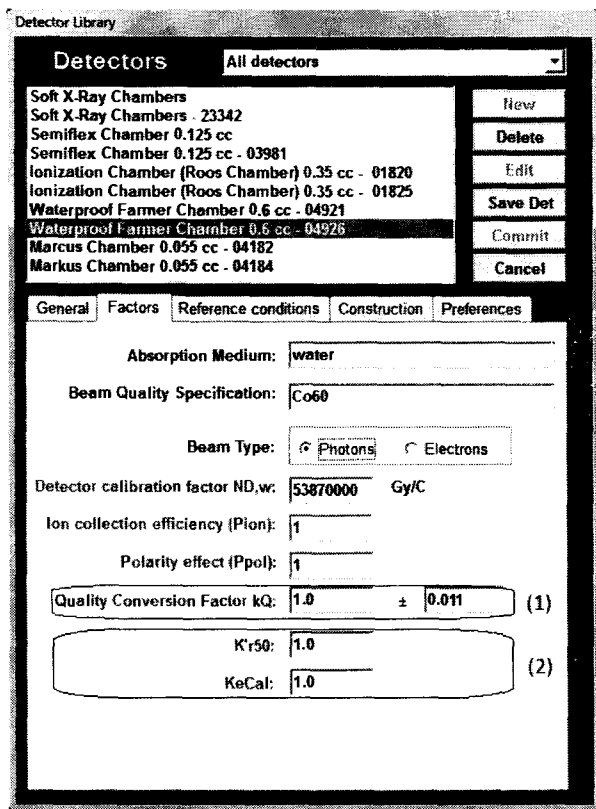 Detector Library
Detectors All detectors
Soft X-Ray Chambers
Soft X-Ray Chambers - 23342
Semiflex Chamber 0.125 cc
Semiflex Chamber 0.125 cc - 03981
Ionization Chamber (Roos Chamber) 0.35 cc - 01820
Ionization Chamber (Roos Chamber) 0.35 cc - 01825
Waterproof Farmer Chamber 0.6 cc - 04921
Waterproof Farmer Chamber 0.6 cc - 04926
Marcus Chamber 0.055 cc - 04182
Markus Chamber 0.055 cc - 04184
New
Delete
Edit
Save Det
Commit
Cancel
General Factors Reference conditions Construction Preferences
Absorption Medium: water
Beam Quality Specification: Co60
Beam Type: Photons Electrons
Detector calibration factor ND,w: 53870000 Gy/C
Ion collection efficiency (Pion): 1
Polarity effect (Ppol): 1
Quality Conversion Factor kQ: 1.0 ± 0.011 (1)
K'r50: 1.0
KeCal: 1.0
(2)